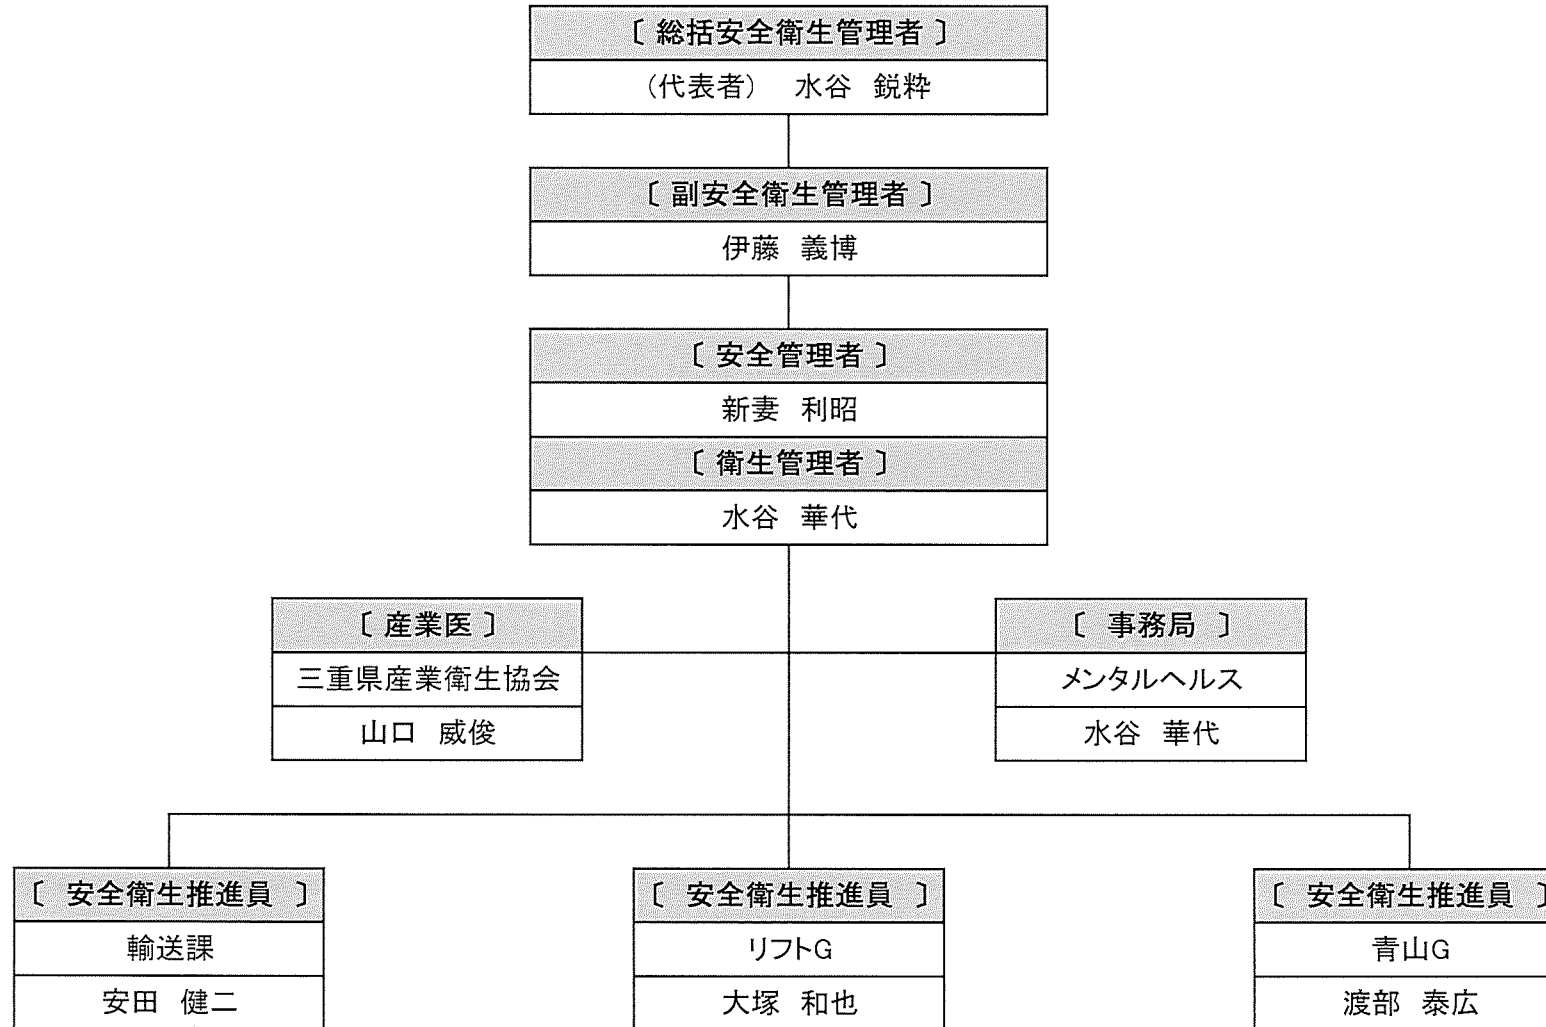 〔 総括安全衛生管理者 〕
（代表者） 水谷 鋭粋
〔 副安全衛生管理者 〕
伊藤 義博
〔 安全管理者 〕
新妻 利昭
〔 衛生管理者 〕
水谷 華代
〔 産業医 〕
三重県産業衛生協会
山口 威俊
〔 事務局 〕
メンタルヘルス
水谷 華代
〔 安全衛生推進員 〕
輸送課
安田 健二
〔 安全衛生推進員 〕
リフトG
大塚 和也
〔 安全衛生推進員 〕
青山G
渡部 泰広